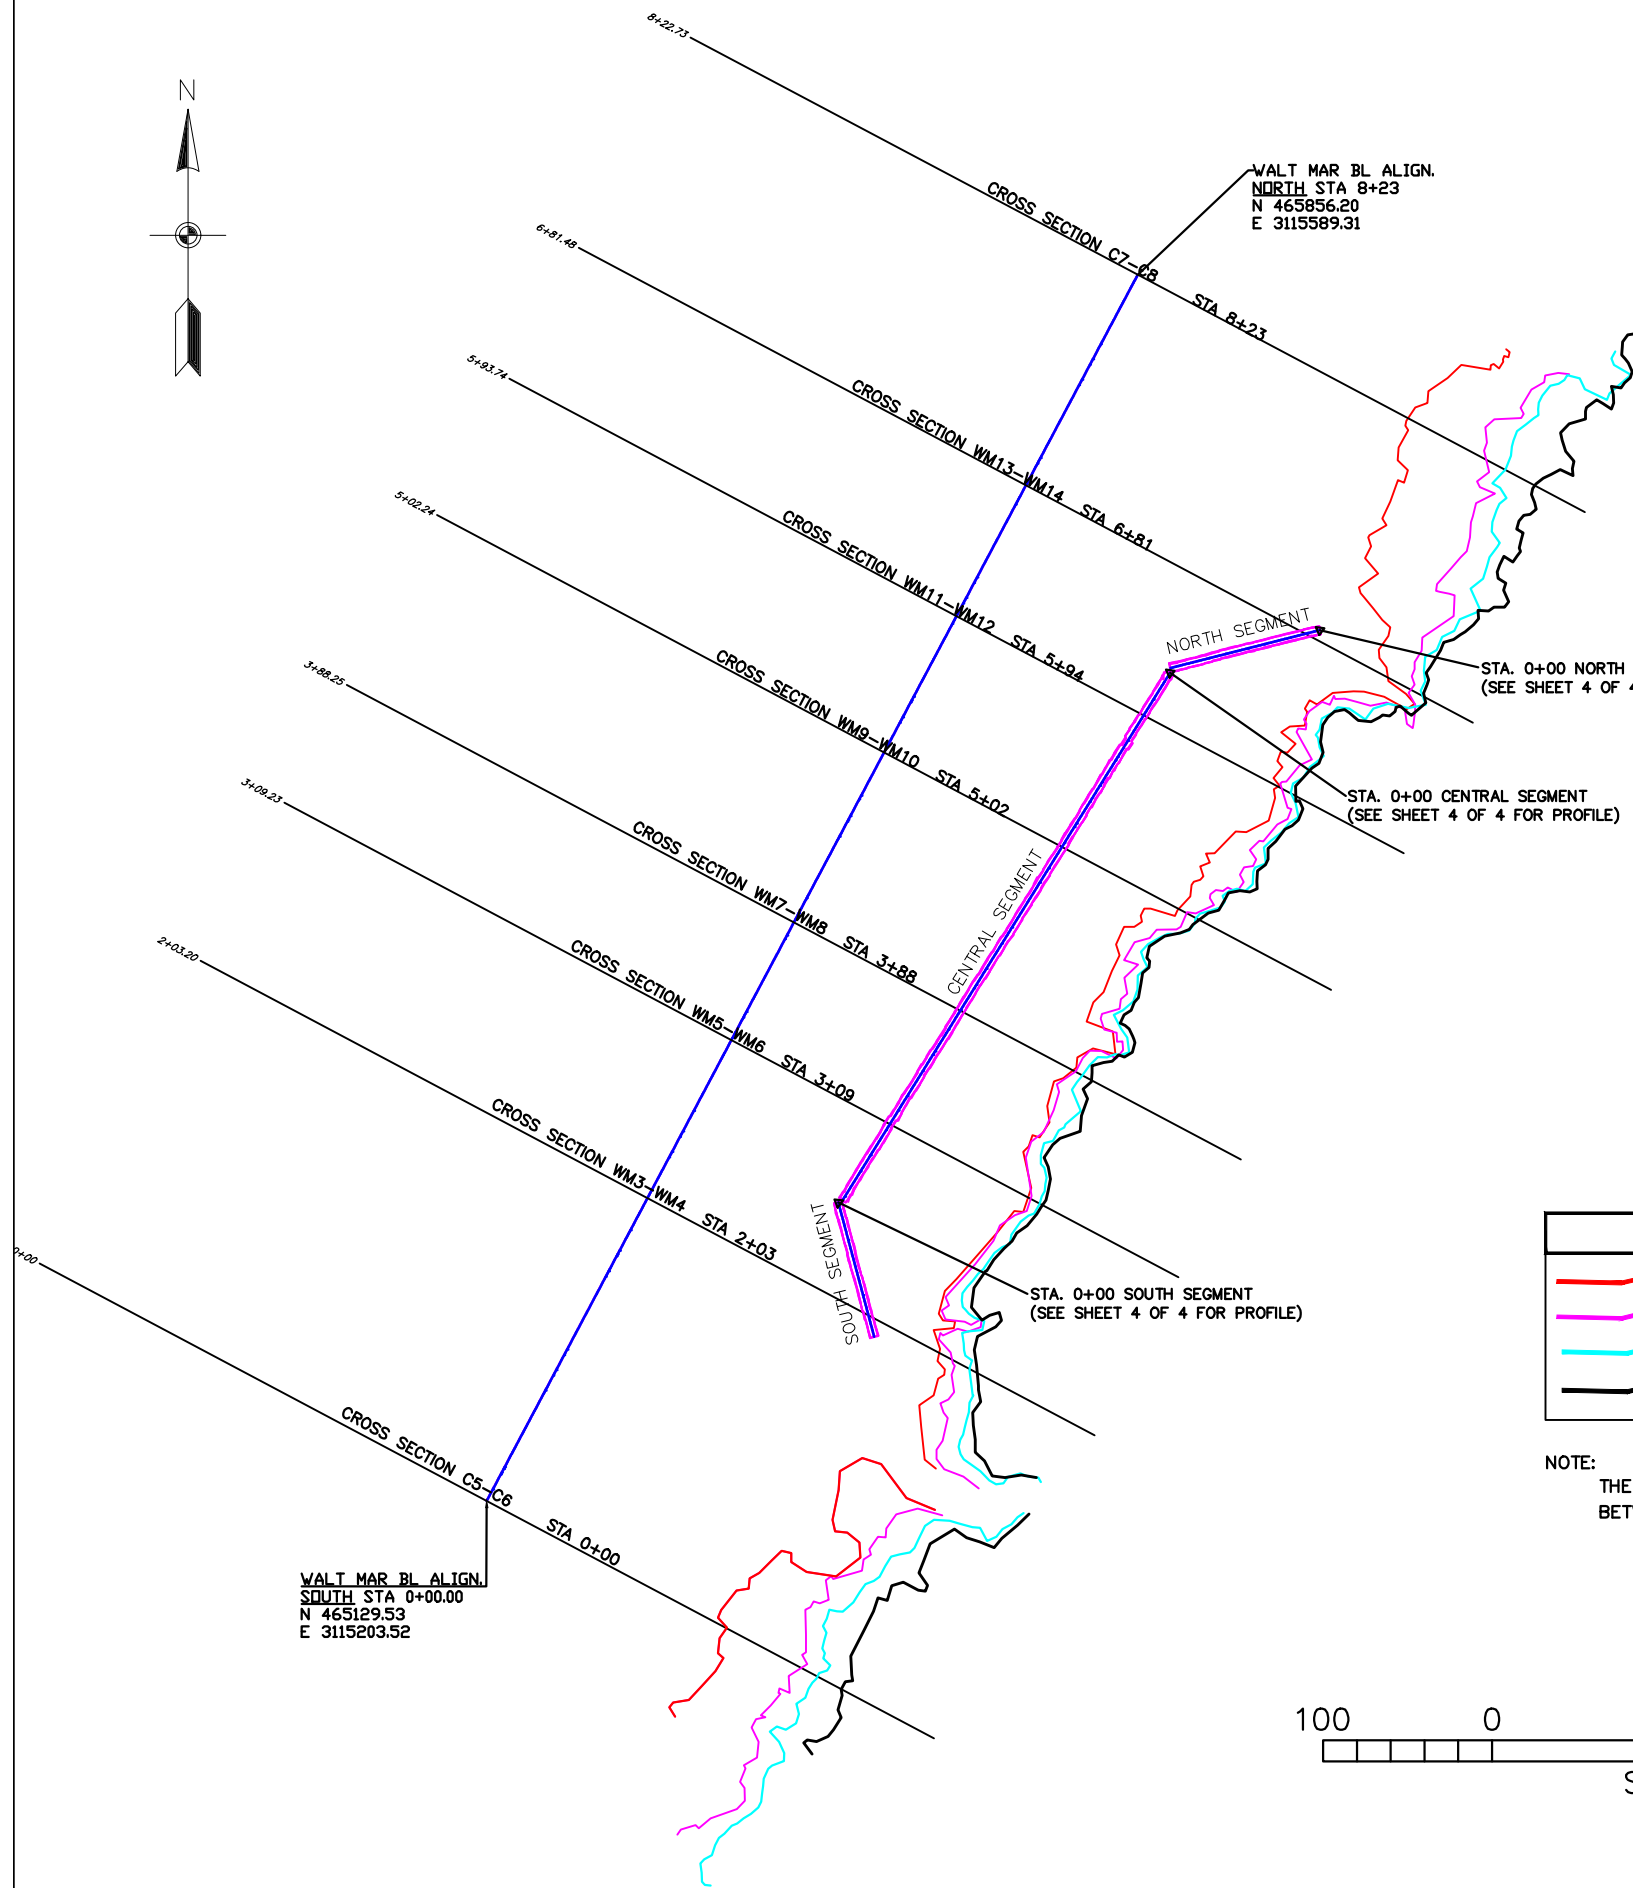 8+22.73
N
WALT MAR BL ALIGN.
NORTH STA 8+23
N 465856.20
E 3115589.31
CROSS SECTION C7-C8 STA 8+23
6+81.48
CROSS SECTION WM13-WM14 STA 6+81
5+93.74
CROSS SECTION WM11-WM12 STA 5+94
5+02.24
CROSS SECTION WM9-WM10 STA 5+02
NORTH SEGMENT
STA. 0+00 NORTH
(SEE SHEET 4 OF 4
3+88.25
CROSS SECTION WM7-WM8 STA 3+88
STA. 0+00 CENTRAL SEGMENT
(SEE SHEET 4 OF 4 FOR PROFILE)
3+09.23
CROSS SECTION WM5-WM6 STA 3+09
CENTRAL SEGMENT
2+03.20
CROSS SECTION WM3-WM4 STA 2+03
SOUTH SEGMENT
STA. 0+00 SOUTH SEGMENT
(SEE SHEET 4 OF 4 FOR PROFILE)
0+00
CROSS SECTION C5-C6 STA 0+00
NOTE:
THE
WALT MAR BL ALIGN.
SOUTH STA 0+00.00
N 465129.53
E 3115203.52
100 0